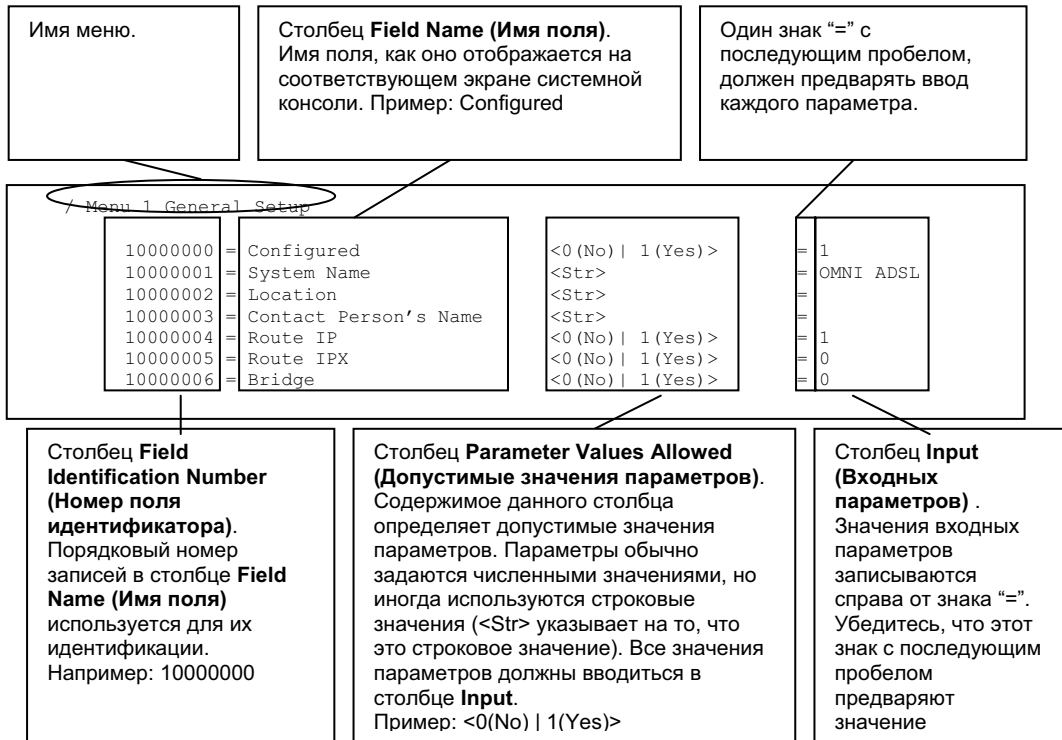 Имя меню.
Столбец Field Name (Имя поля).
Имя поля, как оно отображается на
соответствующем экране системной
консоли. Пример: Configured
Один знак “=” с
последующим пробелом,
должен предварять ввод
каждого параметра.
/ Menu 1 General Setup
10000000 = Configured <0(No)| 1(Yes)> = 1
10000001 = System Name <Str> = OMNI ADSL
10000002 = Location <Str> =
10000003 = Contact Person’s Name <Str> =
10000004 = Route IP <0(No)| 1(Yes)> = 1
10000005 = Route IPX <0(No)| 1(Yes)> = 0
10000006 = Bridge <0(No)| 1(Yes)> = 0
Столбец Field
Identification Number
(Номер поля
идентификатора).
Порядковый номер
записей в столбце Field
Name (Имя поля)
используется для их
идентификации.
Например: 10000000
Столбец Parameter Values Allowed
(Допустимые значения параметров).
Содержимое данного столбца
определяет допустимые значения
параметров. Параметры обычно
задаются численными значениями, но
иногда используются строковые
значения (<Str> указывает на то, что
это строковое значение). Все значения
параметров должны вводиться в
столбце Input.
Пример: <0(No) | 1(Yes)>
Столбец Input
(Входных
параметров) .
Значения входных
параметров
записываются
справа от знака “=”.
Убедитесь, что этот
знак с последующим
пробелом
предваряют
значение